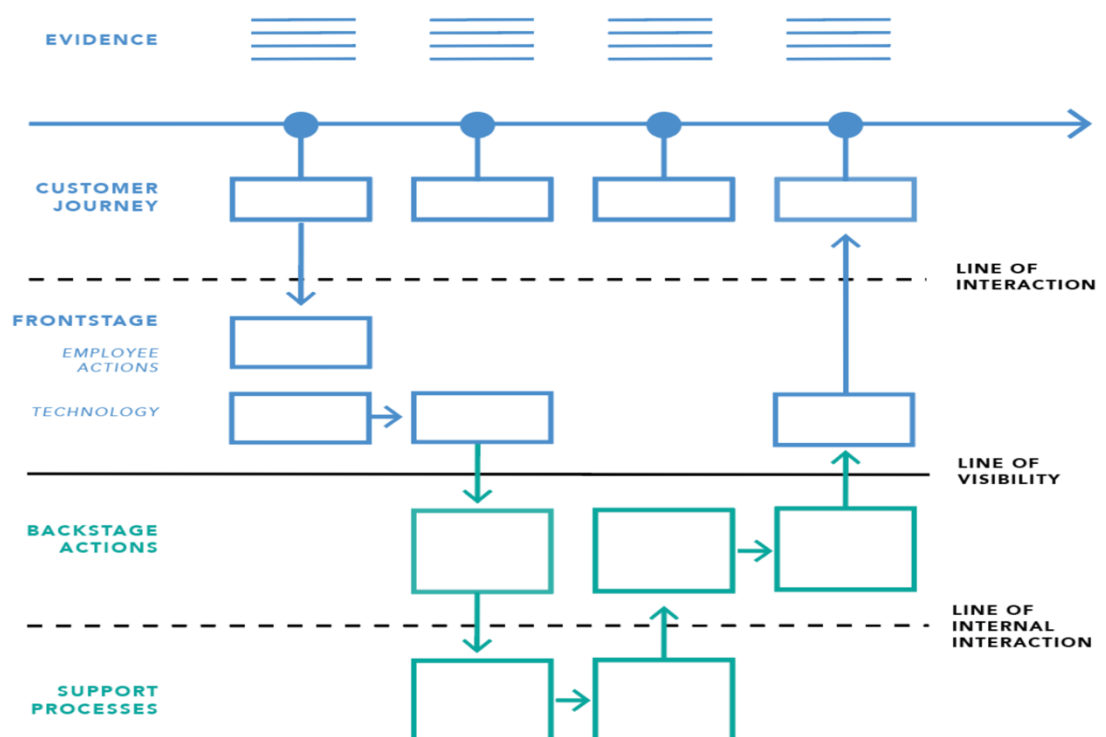 EVIDENCE
CUSTOMER
JOURNEY
LINE OF
INTERACTION
FRONTSTAGE
EMPLOYEE
ACTIONS
TECHNOLOGY
LINE OF
VISIBILITY
BACKSTAGE
ACTIONS
LINE OF
INTERNAL
INTERACTION
SUPPORT
PROCESSES